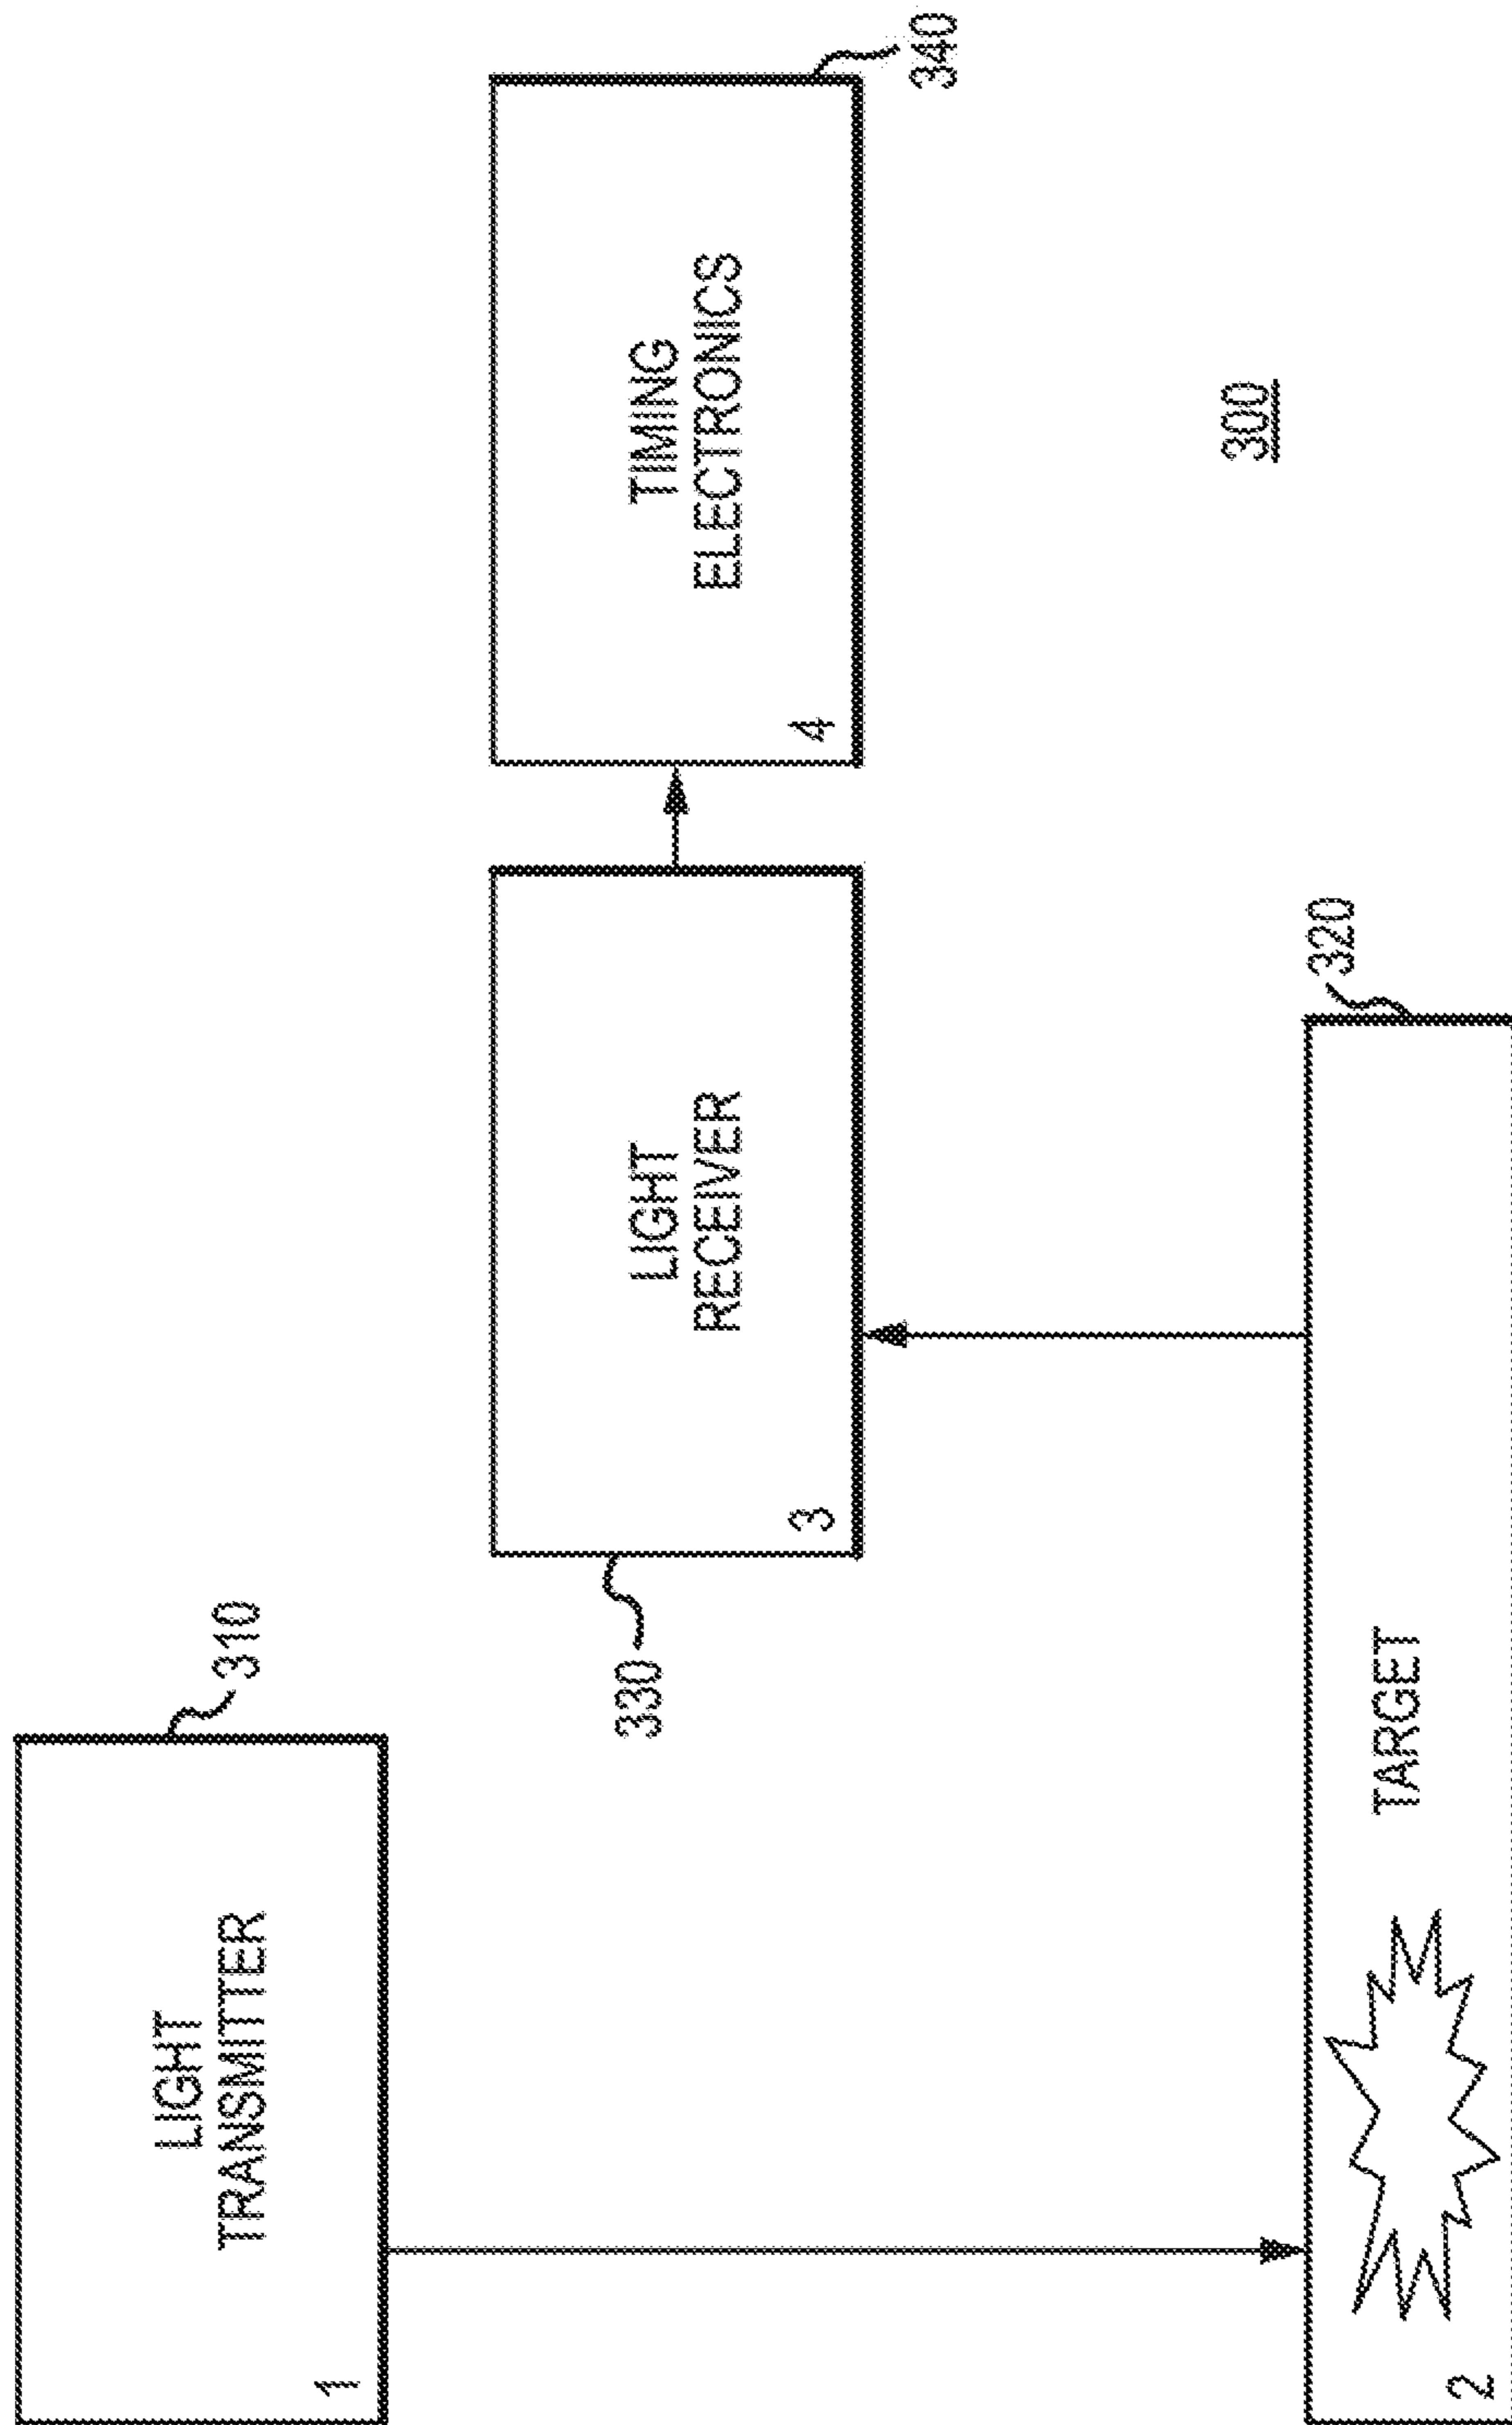 LIGHT
TRANSMITTER
1
310
LIGHT
RECEIVER
3
330
TIMING
ELECTRONICS
4
340
TARGET
2
320
300